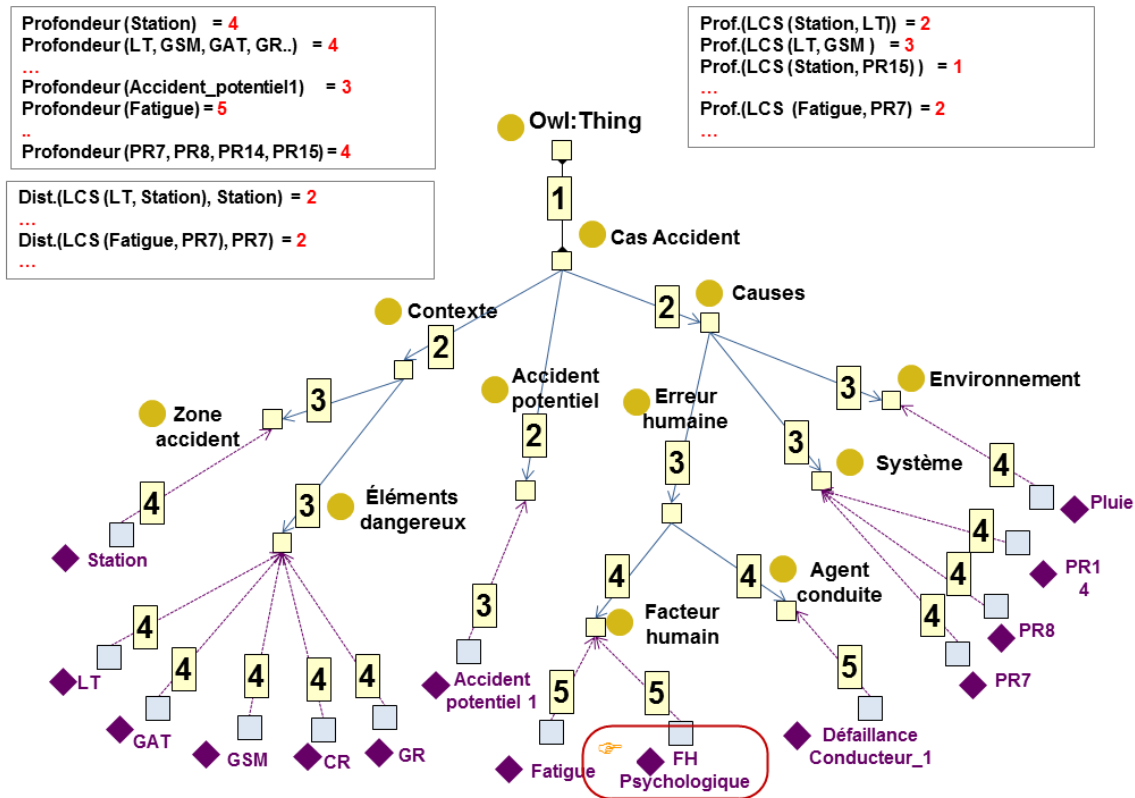 Profondeur (Station) = 4
Profondeur (LT, GSM, GAT, GR..) = 4
...
Profondeur (Accident_potentiel1) = 3
Profondeur (Fatigue) = 5
..
Profondeur (PR7, PR8, PR14, PR15) = 4
Prof.(LCS (Station, LT)) = 2
Prof.(LCS (LT, GSM ) = 3
Prof.(LCS (Station, PR15) ) = 1
...
Prof.(LCS (Fatigue, PR7) = 2
...
Dist.(LCS (LT, Station), Station) = 2
...
Dist.(LCS (Fatigue, PR7), PR7) = 2
...
Owl:Thing
1
Cas Accident
Contexte
2
2
Causes
Zone
accident
3
Accident
potentiel
2
Erreur
humaine
3
Environnement
3
3
Système
4
Station
3
Éléments
dangereux
4
Pluie
4
PR1
4
4
PR8
4
PR7
4
4
Agent
conduite
Facteur
humain
3
Accident
potentiel 1
4
LT
4
GAT
4
GSM
4
CR
4
GR
5
Fatigue
5
FH
Psychologique
5
Défaillance
Conducteur_1